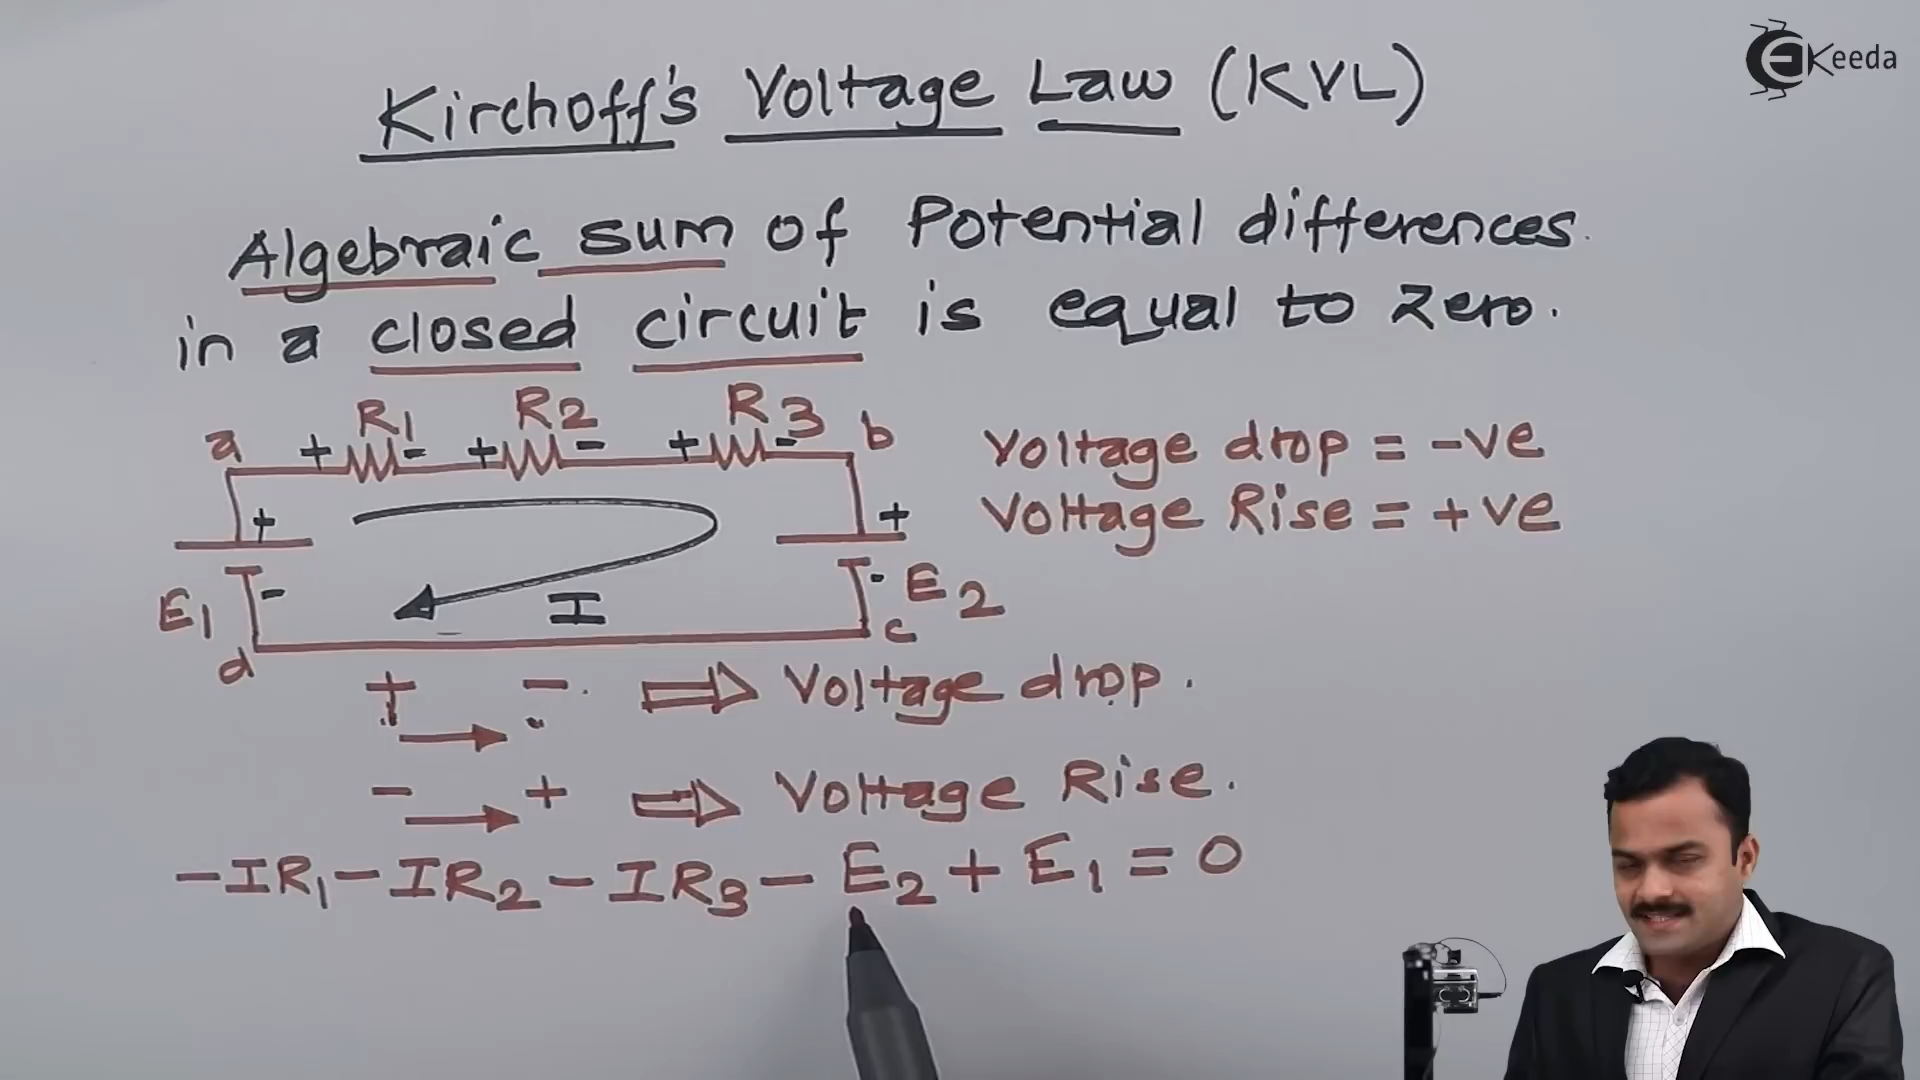 Keeda
Kirchoff's Voltage Law (KVL)
Algebraic sum of Potential differences.
in a closed circuit is equal to zero.
R1 R2 R3
a + - + - + - b
Voltage drop = -ve
Voltage Rise = +ve
+ +
E1 - - E2
I
d c
+ - ⇒ Voltage drop.
- + ⇒ Voltage Rise.
-IR1 - IR2 - IR3 - E2 + E1 = 0